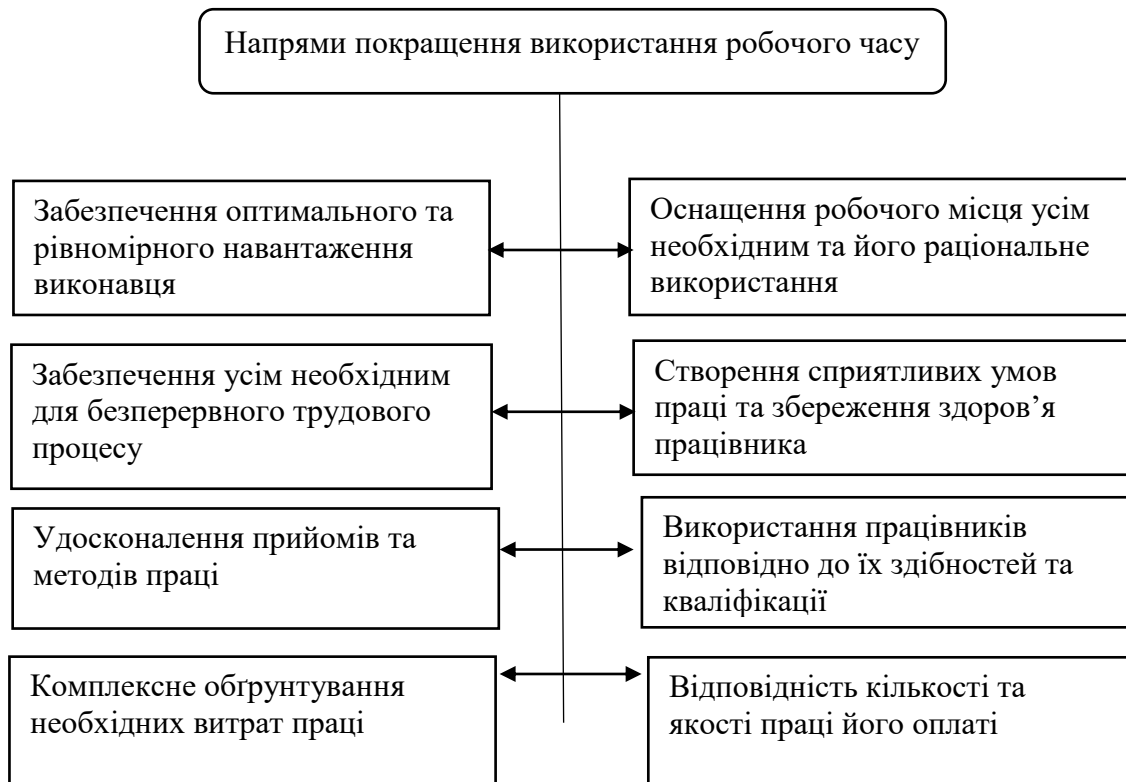 Напрями покращення використання робочого часу
Забезпечення оптимального та
рівномірного навантаження
виконавця
Оснащення робочого місця усім
необхідним та його раціональне
використання
Забезпечення усім необхідним
для безперервного трудового
процесу
Створення сприятливих умов
праці та збереження здоров’я
працівника
Удосконалення прийомів та
методів праці
Використання працівників
відповідно до їх здібностей та
кваліфікації
Комплексне обґрунтування
необхідних витрат праці
Відповідність кількості та
якості праці його оплаті